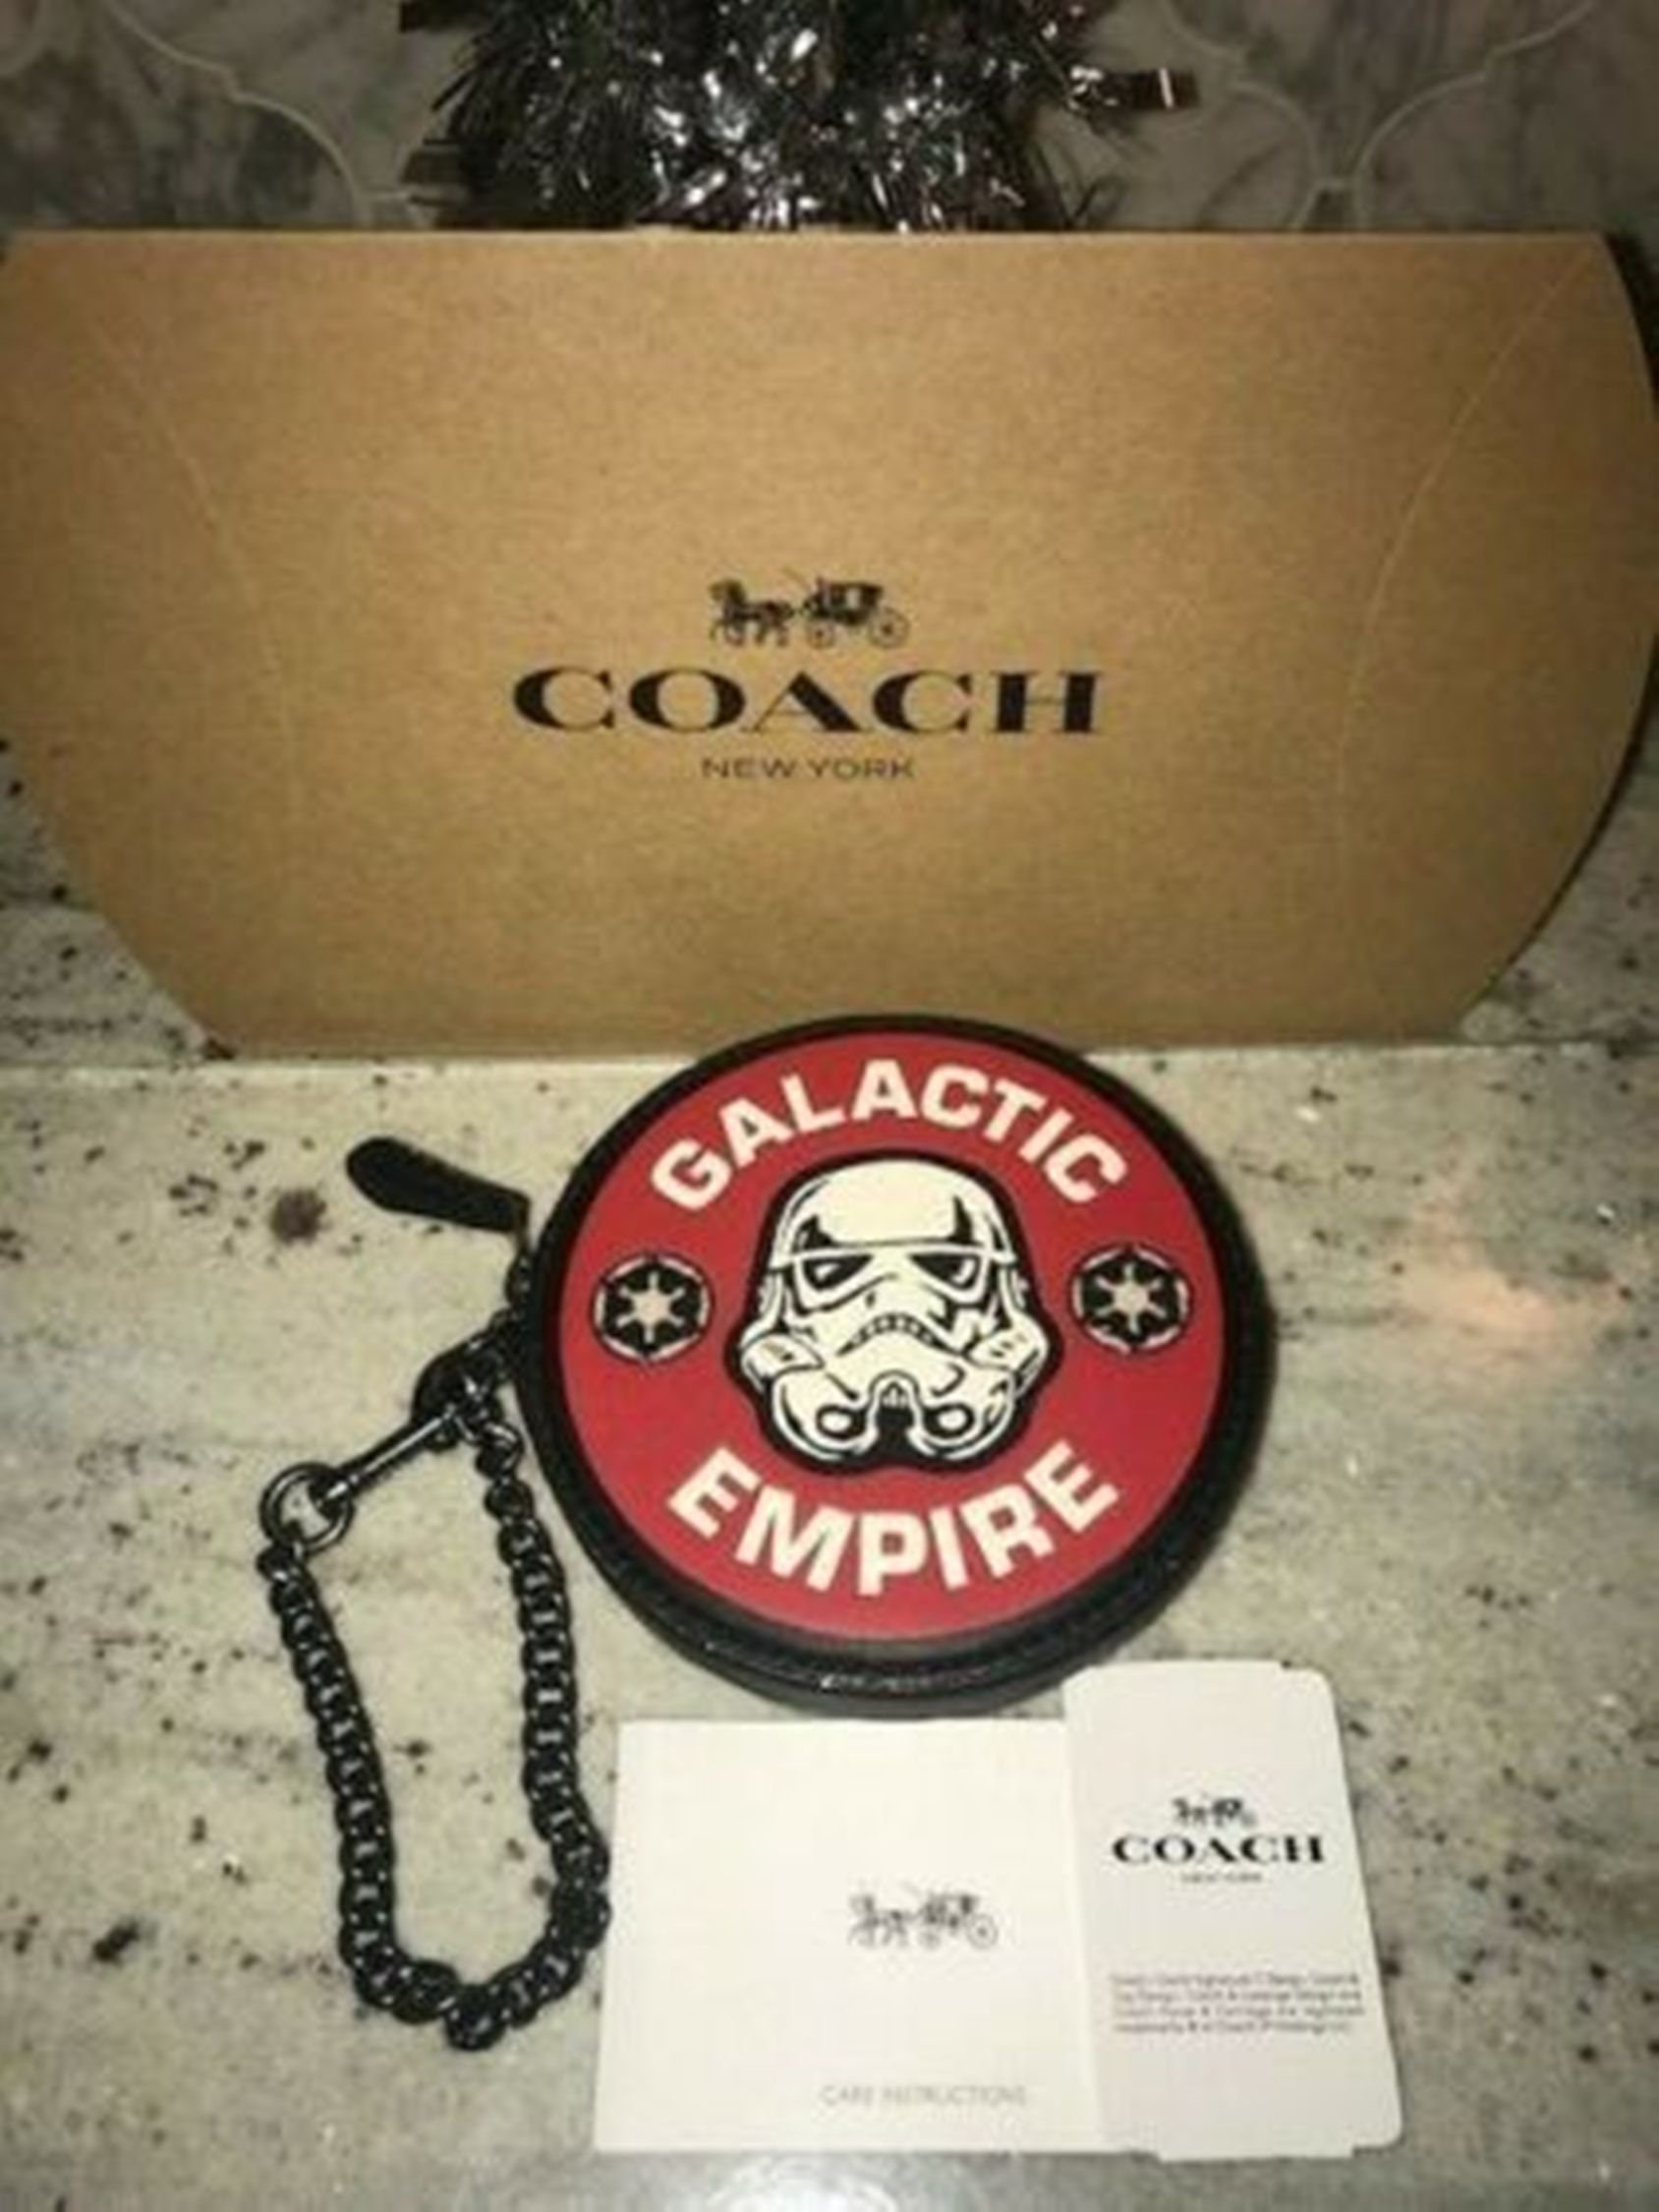 COACH
NEW YORK
GALACTIC
EMPIRE
COACH
NEW YORK
CARE INSTRUCTIONS